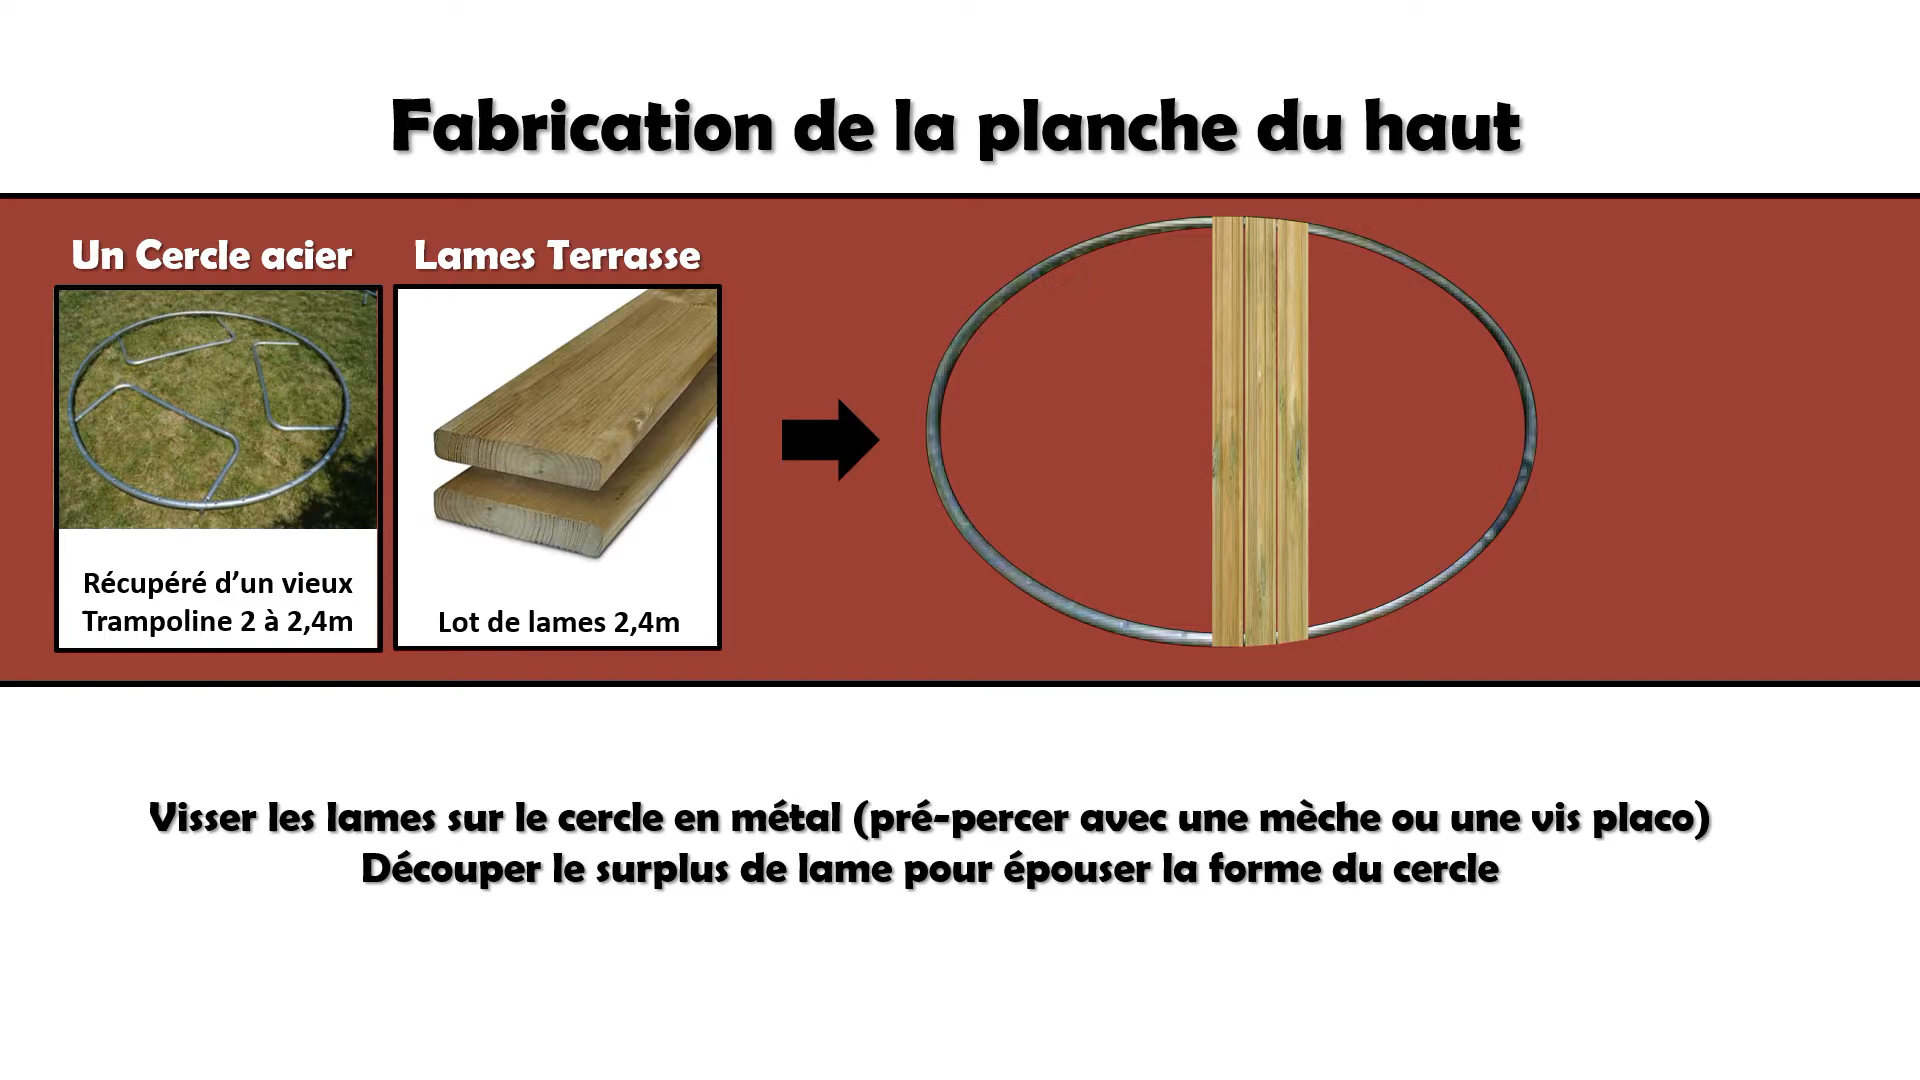 Fabrication de la planche du haut
Un Cercle acier
Lames Terrasse
Récupéré d’un vieux
Trampoline 2 à 2,4m
Lot de lames 2,4m
Visser les lames sur le cercle en métal (pré-percer avec une mèche ou une vis placo)
Découper le surplus de lame pour épouser la forme du cercle